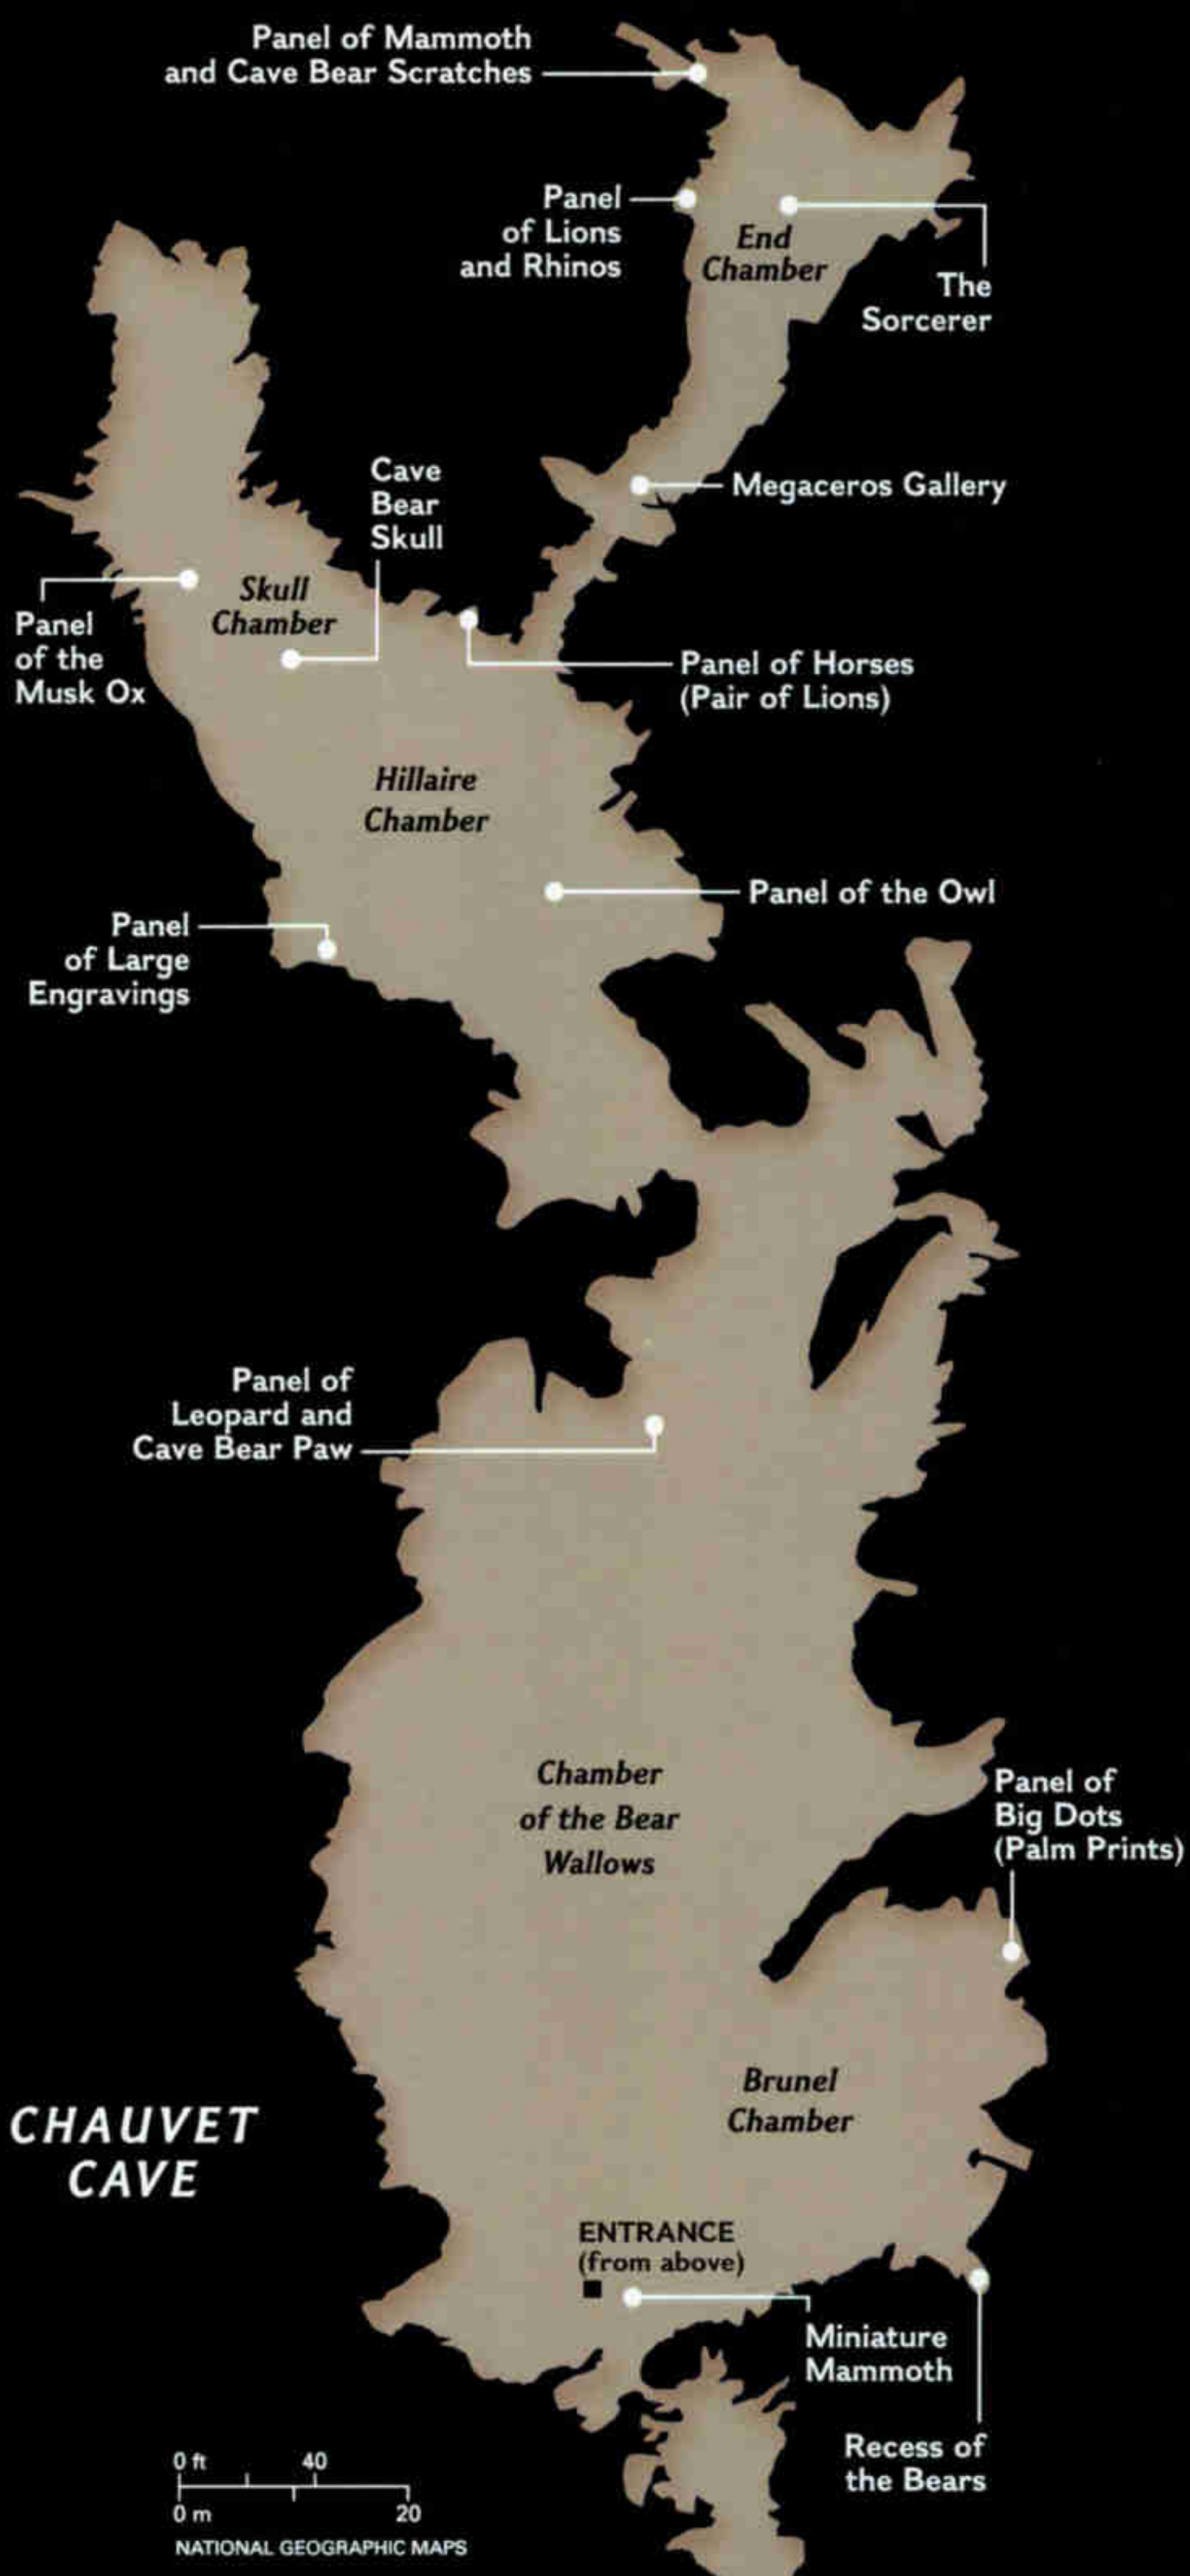 Panel of Mammoth
and Cave Bear Scratches
Panel
of Lions
and Rhinos
End
Chamber
The
Sorcerer
Cave
Bear
Skull
Megaceros Gallery
Skull
Chamber
Panel
of the
Musk Ox
Panel of Horses
(Pair of Lions)
Hillaire
Chamber
Panel of the Owl
Panel
of Large
Engravings
Panel of
Leopard and
Cave Bear Paw
Chamber
of the Bear
Wallows
Panel of
Big Dots
(Palm Prints)
Brunel
Chamber
CHAUVET
CAVE
ENTRANCE
(from above)
Miniature
Mammoth
Recess of
the Bears
0 ft 40
0 m 20
NATIONAL GEOGRAPHIC MAPS